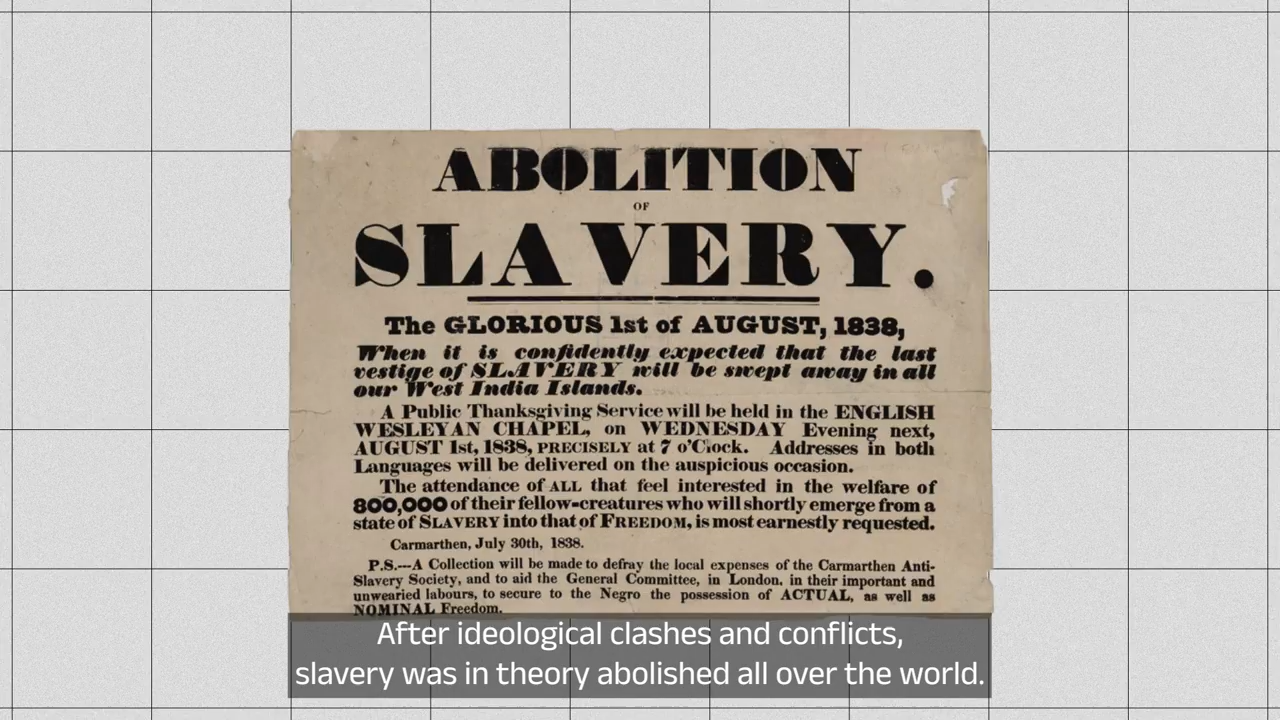 ABOLITION
OF
SLAVERY.
The GLORIOUS 1st of AUGUST, 1838,
When it is confidently expected that the last
vestige of SLAVERY will be swept away in all
our West India Islands.
A Public Thanksgiving Service will be held in the ENGLISH
WESLEYAN CHAPEL, on WEDNESDAY Evening next,
AUGUST 1st, 1838, PRECISELY at 7 o'Clock. Addresses in both
Languages will be delivered on the auspicious occasion.
The attendance of ALL that feel interested in the welfare of
800,000 of their fellow-creatures who will shortly emerge from a
state of SLAVERY into that of FREEDOM, is most earnestly requested.
Carmarthen, July 30th, 1838.
P.S.---A Collection will be made to defray the local expenses of the Carmarthen Anti-
Slavery Society, and to aid the General Committee, in London, in their important and
unwearied labours, to secure to the Negro the possession of ACTUAL, as well as
NOMINAL Freedom.
After ideological clashes and conflicts,
slavery was in theory abolished all over the world.